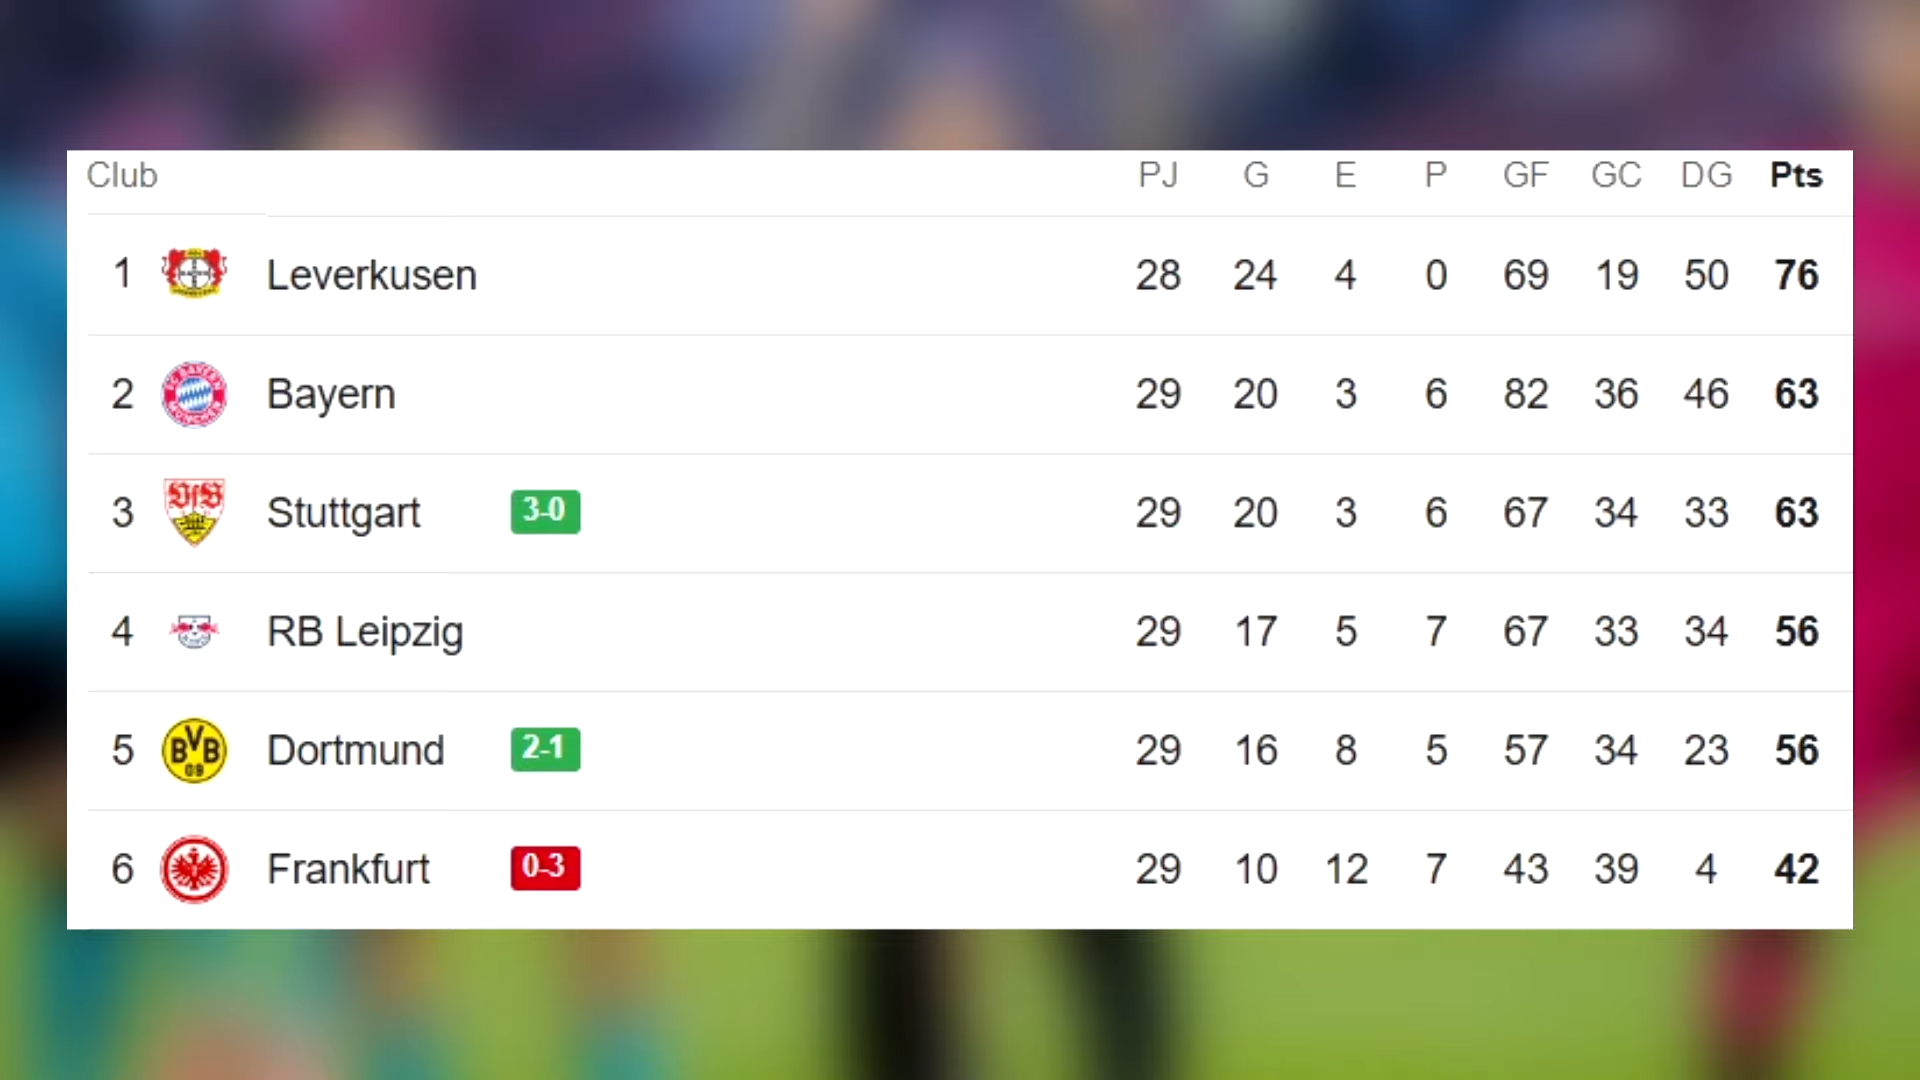 Club PJ G E P GF GC DG Pts
1 Leverkusen 28 24 4 0 69 19 50 76
2 Bayern 29 20 3 6 82 36 46 63
3 Stuttgart 3-0 29 20 3 6 67 34 33 63
4 RB Leipzig 29 17 5 7 67 33 34 56
5 BVB 09 Dortmund 2-1 29 16 8 5 57 34 23 56
6 Frankfurt 0-3 29 10 12 7 43 39 4 42